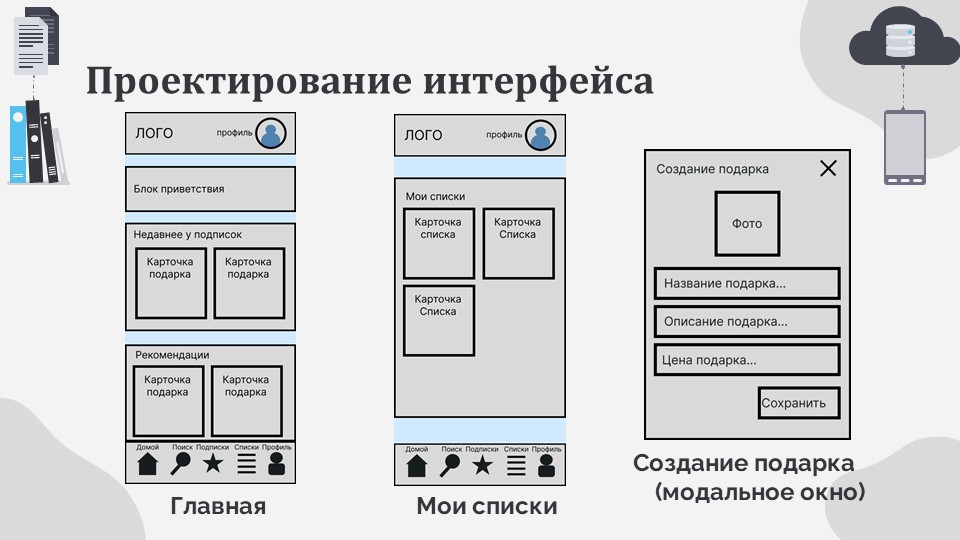 Проектирование интерфейса
ЛОГО
профиль
Блок приветствия
Недавнее у подписок
Карточка
подарка
Карточка
подарка
Рекомендации
Карточка
подарка
Карточка
подарка
Домой Поиск Подписки Списки Профиль
Главная
ЛОГО
профиль
Мои списки
Карточка
списка
Карточка
Списка
Карточка
Списка
Домой Поиск Подписки Списки Профиль
Мои списки
Создание подарка
Фото
Название подарка...
Описание подарка...
Цена подарка...
Сохранить
Создание подарка
(модальное окно)